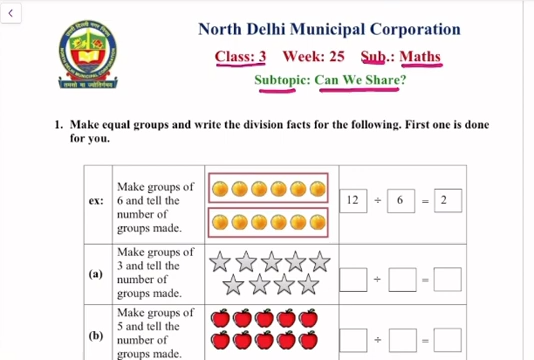 North Delhi Municipal Corporation
Class: 3 Week: 25 Sub.: Maths
Subtopic: Can We Share?
1. Make equal groups and write the division facts for the following. First one is done
for you.
ex:
Make groups of
6 and tell the
number of
groups made.
12 ÷ 6 = 2
(a)
Make groups of
3 and tell the
number of
groups made.
÷ =
(b)
Make groups of
5 and tell the
number of
groups made.
÷ =